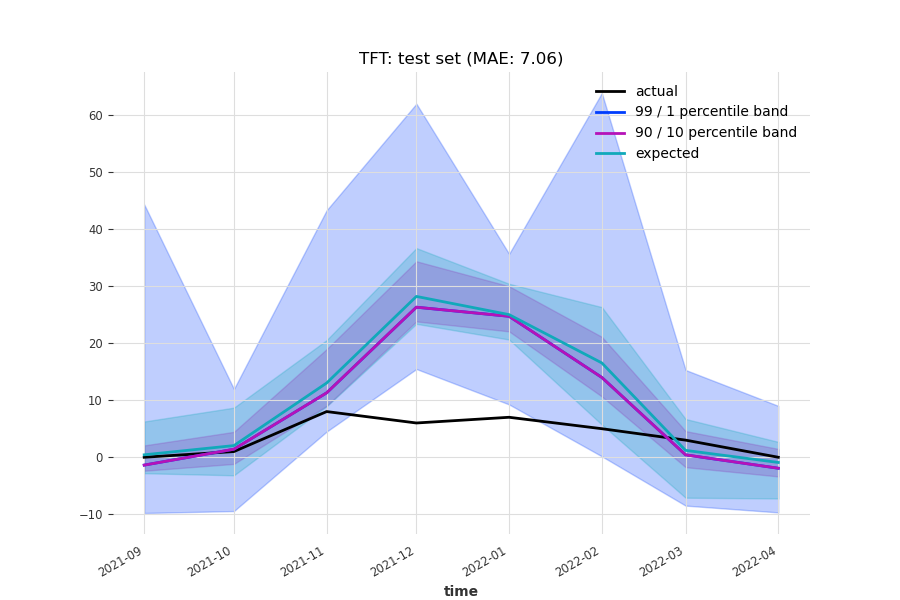 TFT: test set (MAE: 7.06)
actual
99 / 1 percentile band
90 / 10 percentile band
expected
60
50
40
30
20
10
0
−10
2021-09
2021-10
2021-11
2021-12
2022-01
2022-02
2022-03
2022-04
time